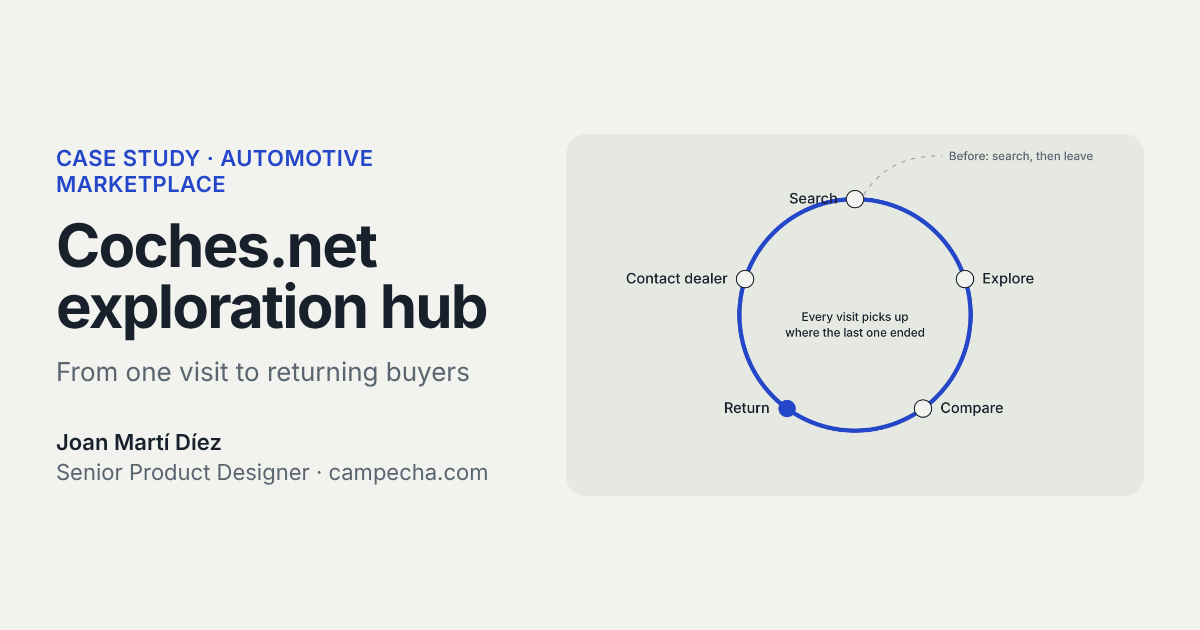 CASE STUDY · AUTOMOTIVE
MARKETPLACE
Coches.net
exploration hub
From one visit to returning buyers
Joan Martí Díez
Senior Product Designer · campecha.com
Before: search, then leave
Search
Contact dealer
Explore
Every visit picks up
where the last one ended
Return
Compare